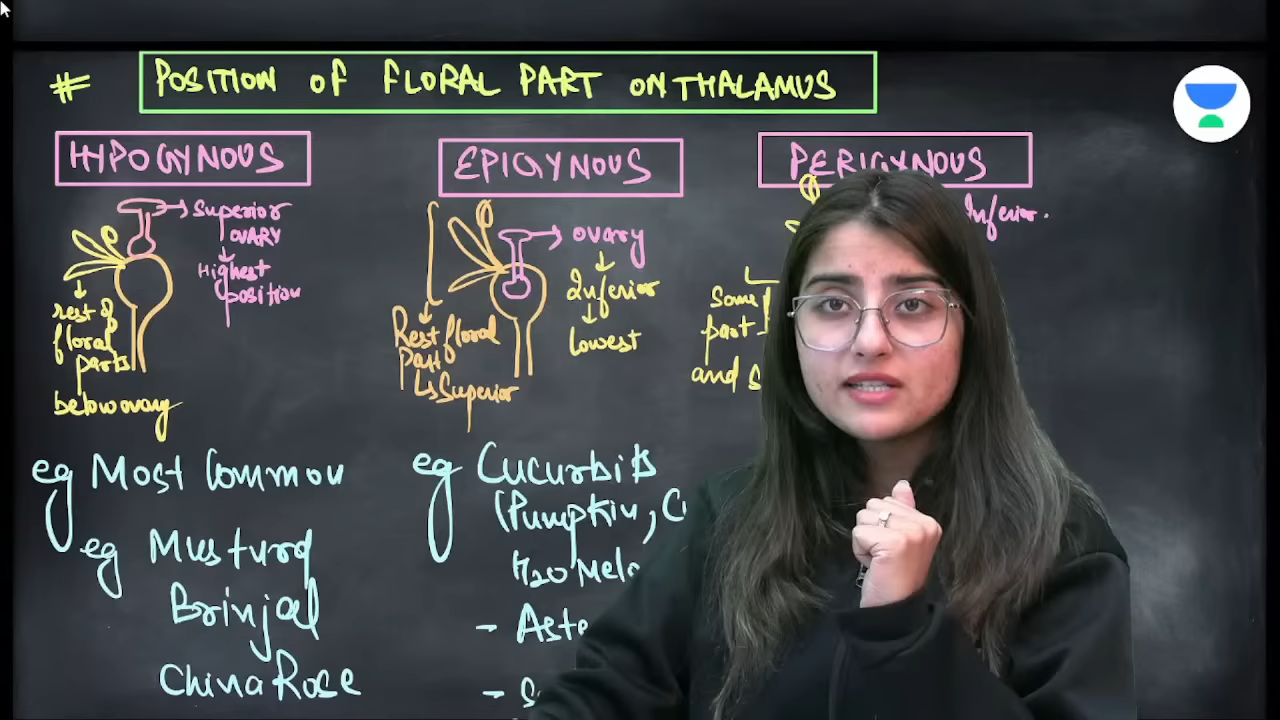 # POSITION OF FLORAL PART ON THALAMUS
HYPOGYNOUS
Superior
OVARY
Highest
position
rest of
floral
parts
below ovary
eg Most Common
eg Musturd
Brinjal
China Rose
EPIGYNOUS
ovary
Inferior
lowest
Rest floral
Part
Superior
eg Cucurbits
(Pumpkin, C
H2O Melo
- Aste
- S
PERIGYNOUS
Inferior.
Some
part
and S